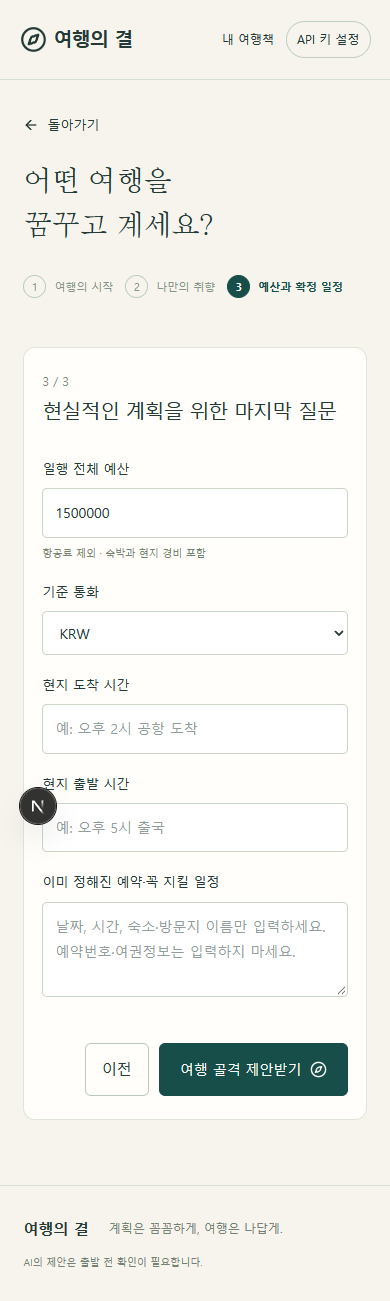 여행의 결
내 여행책
API 키 설정
← 돌아가기
어떤 여행을
꿈꾸고 계세요?
1 여행의 시작 2 나만의 취향 3 예산과 확정 일정
3 / 3
현실적인 계획을 위한 마지막 질문
일행 전체 예산
1500000
항공료 제외 · 숙박과 현지 경비 포함
기준 통화
KRW
현지 도착 시간
예: 오후 2시 공항 도착
현지 출발 시간
N
예: 오후 5시 출국
이미 정해진 예약·꼭 지킬 일정
날짜, 시간, 숙소·방문지 이름만 입력하세요.
예약번호·여권정보는 입력하지 마세요.
이전
여행 골격 제안받기
여행의 결 계획은 꼼꼼하게, 여행은 나답게.
AI의 제안은 출발 전 확인이 필요합니다.